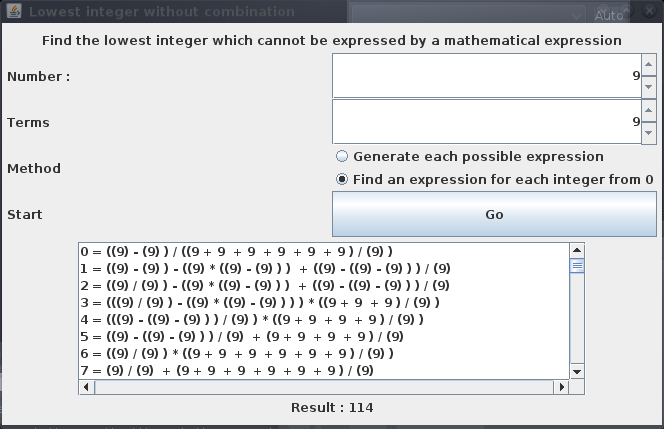 Lowest integer without combination
Auto
Find the lowest integer which cannot be expressed by a mathematical expression
Number :
9
Terms
9
Method
Generate each possible expression
Find an expression for each integer from 0
Start
Go
0 = ((9) - (9) ) / ((9 + 9 + 9 + 9 + 9 + 9 ) / (9) )
1 = ((9) - (9) ) - ((9) * ((9) - (9) ) ) + ((9) - ((9) - (9) ) ) / (9)
2 = ((9) / (9) ) - ((9) * ((9) - (9) ) ) + ((9) - ((9) - (9) ) ) / (9)
3 = (((9) / (9) ) - ((9) * ((9) - (9) ) ) ) * ((9 + 9 + 9 ) / (9) )
4 = (((9) - ((9) - (9) ) ) / (9) ) * ((9 + 9 + 9 + 9 ) / (9) )
5 = ((9) - ((9) - (9) ) ) / (9) + (9 + 9 + 9 + 9 ) / (9)
6 = ((9) / (9) ) * ((9 + 9 + 9 + 9 + 9 + 9 ) / (9) )
7 = (9) / (9) + (9 + 9 + 9 + 9 + 9 + 9 ) / (9)
Result : 114